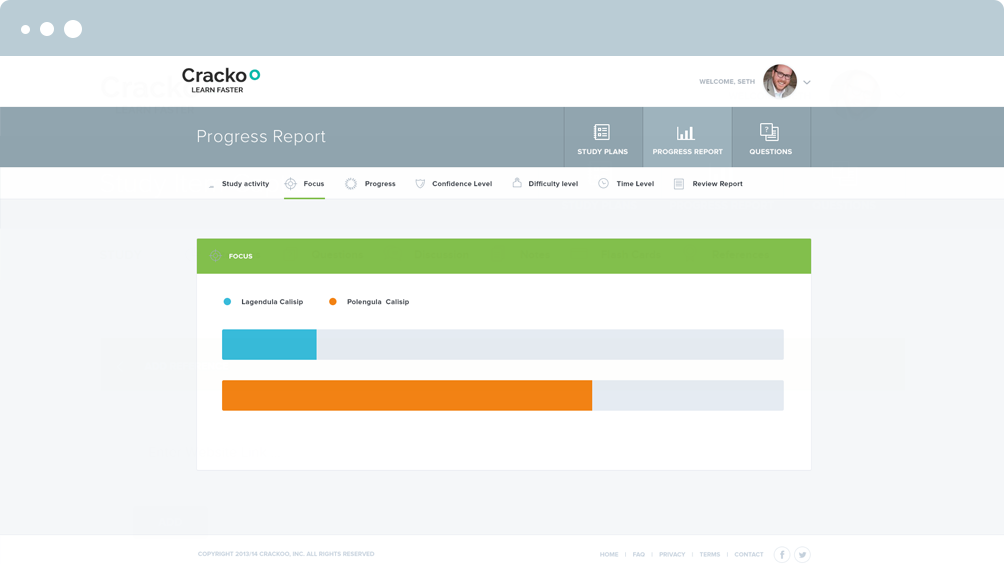 Cracko
LEARN FASTER
WELCOME, SETH
Progress Report
STUDY PLANS
PROGRESS REPORT
?
QUESTIONS
Study activity
Focus
Progress
Confidence Level
Difficulty level
Time Level
Review Report
FOCUS
Lagendula Calisip
Polengula Calisip
COPYRIGHT 2012/14 CRACKOO, INC. ALL RIGHTS RESERVED
HOME | FAQ | PRIVACY | TERMS | CONTACT